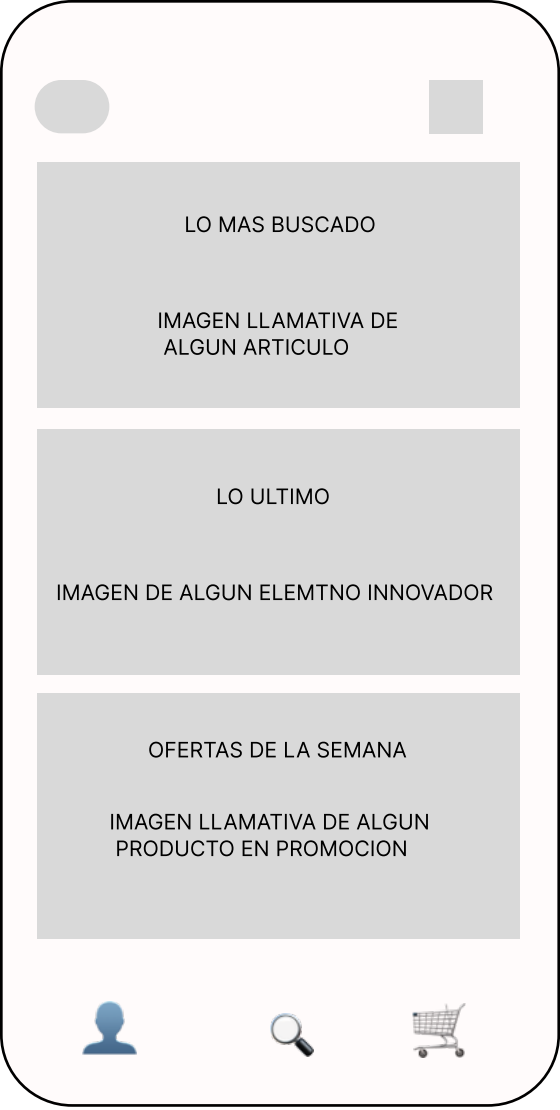 LO MAS BUSCADO
IMAGEN LLAMATIVA DE
ALGUN ARTICULO
LO ULTIMO
IMAGEN DE ALGUN ELEMTNO INNOVADOR
OFERTAS DE LA SEMANA
IMAGEN LLAMATIVA DE ALGUN
PRODUCTO EN PROMOCION